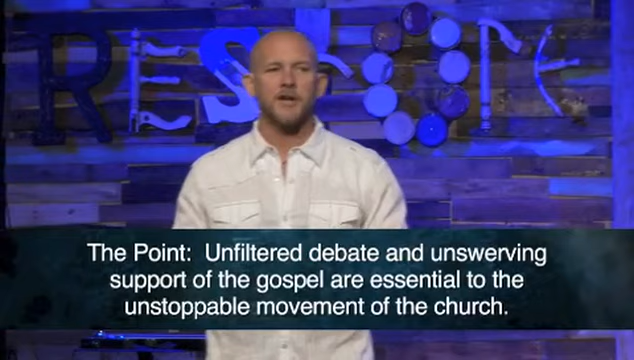 RESTORE
The Point: Unfiltered debate and unswerving
support of the gospel are essential to the
unstoppable movement of the church.